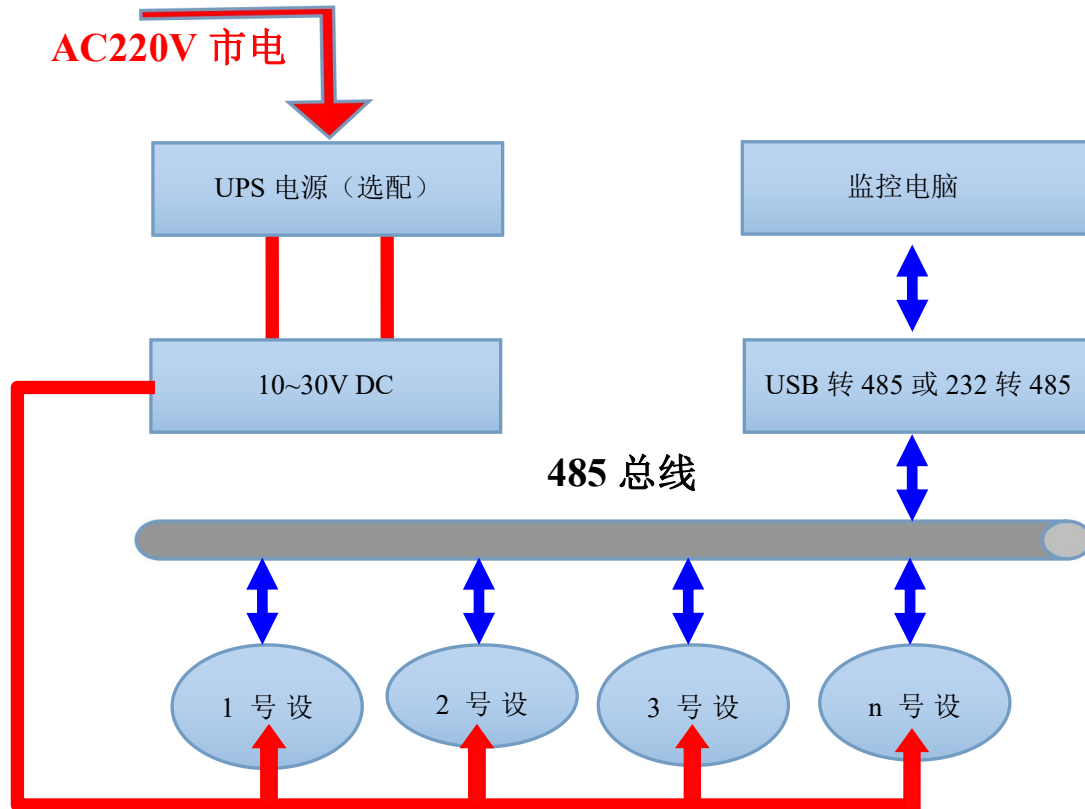 AC220V 市电
UPS 电源（选配）
监控电脑
10~30V DC
USB 转 485 或 232 转 485
485 总线
1 号 设
2 号 设
3 号 设
n 号 设